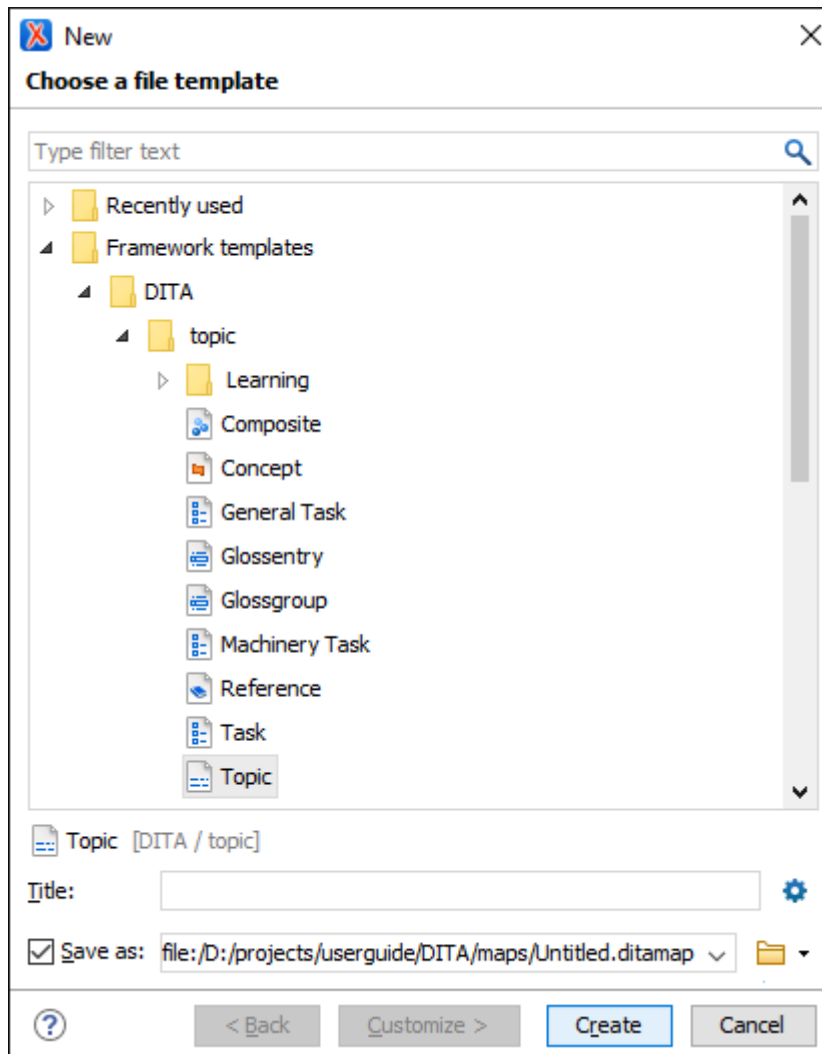 New
Choose a file template
Type filter text
Recently used
Framework templates
DITA
topic
Learning
Composite
Concept
General Task
Glossentry
Glossgroup
Machinery Task
Reference
Task
Topic
Topic [DITA / topic]
Title:
Save as: file:/D:/projects/userguide/DITA/maps/Untitled.ditamap
? < Back Customize > Create Cancel